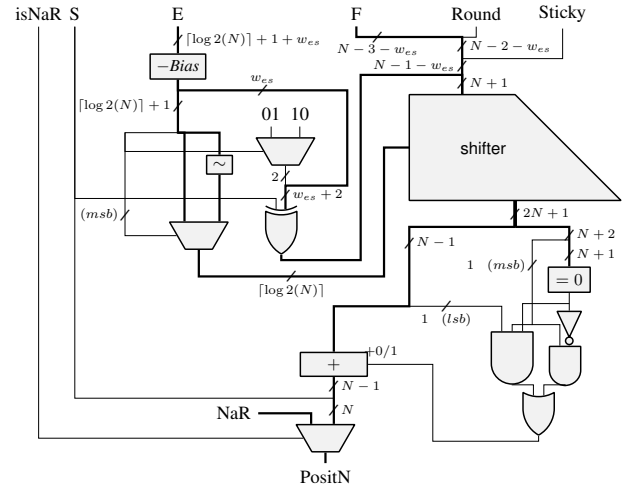 isNaR S E F Round Sticky
⌈log 2(N)⌉ + 1 + w_es
N − 3 − w_es
N − 2 − w_es
N − 1 − w_es
−Bias
w_es
N + 1
⌈log 2(N)⌉ + 1
01 10
shifter
∼
2
w_es + 2
(msb)
2N + 1
N − 1
N + 2
1 (msb)
N + 1
= 0
⌈log 2(N)⌉
1 (lsb)
+0/1
+
N − 1
NaR
N
PositN